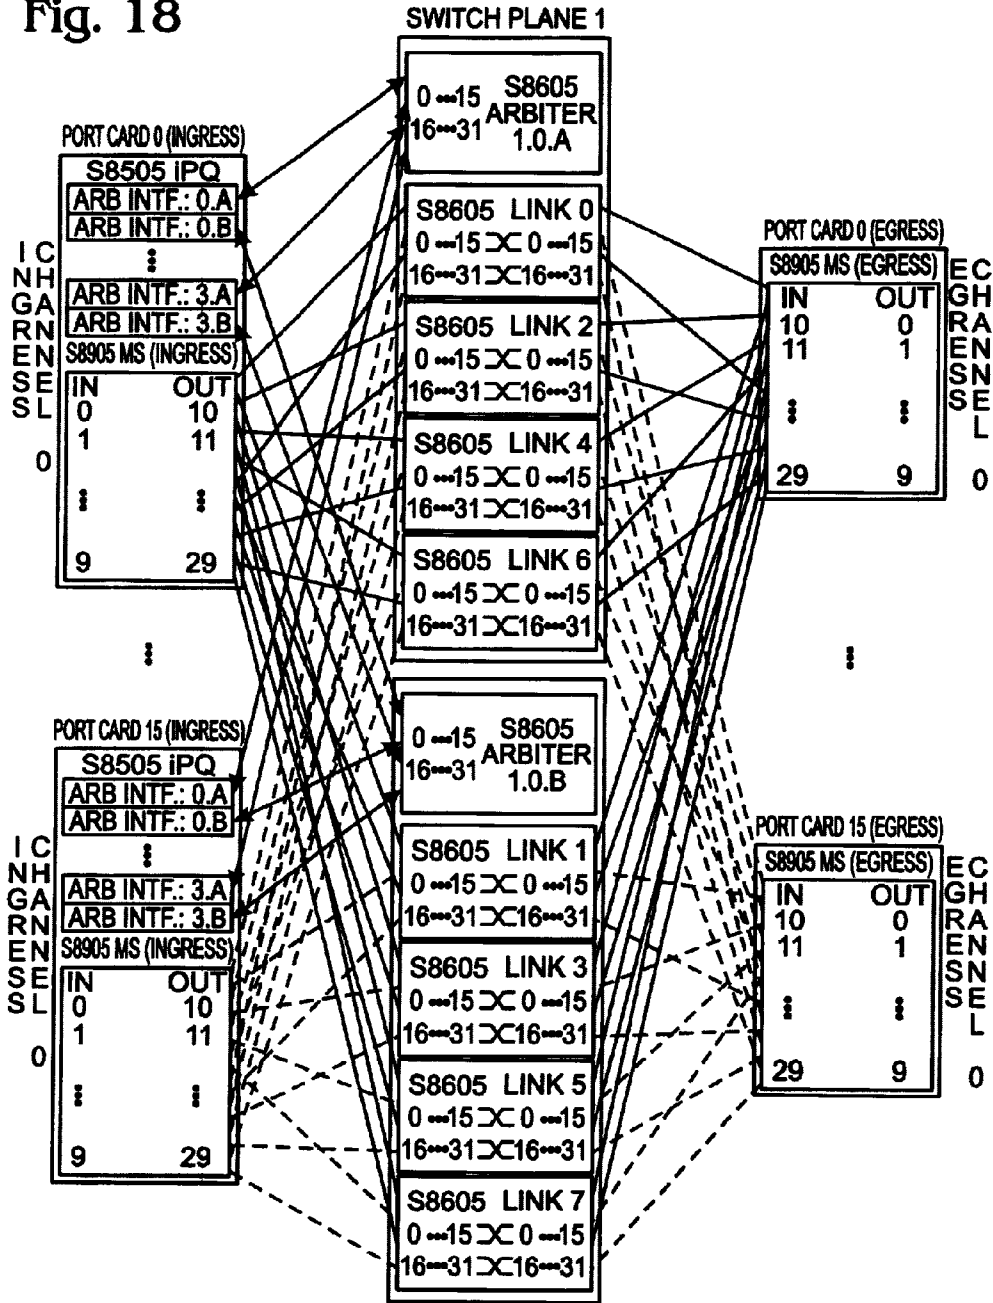 Fig. 18
SWITCH PLANE 1
S8605
0 •••15 ARBITER
16•••31 1.0.A
S8605 LINK 0
0 •••15 0 •••15
16•••31 16•••31
S8605 LINK 2
0 •••15 0 •••15
16•••31 16•••31
S8605 LINK 4
0 •••15 0 •••15
16•••31 16•••31
S8605 LINK 6
0 •••15 0 •••15
16•••31 16•••31
S8605
0 •••15 ARBITER
16•••31 1.0.B
S8605 LINK 1
0 •••15 0 •••15
16•••31 16•••31
S8605 LINK 3
0 •••15 0 •••15
16•••31 16•••31
S8605 LINK 5
0 •••15 0 •••15
16•••31 16•••31
S8605 LINK 7
0 •••15 0 •••15
16•••31 16•••31
PORT CARD 0 (INGRESS)
S8505 iPQ
ARB INTF.: 0.A
ARB INTF.: 0.B
ARB INTF.: 3.A
ARB INTF.: 3.B
S8905 MS (INGRESS)
IN OUT
0 10
1 11
9 29
INGRESS
CHANNEL 0
PORT CARD 15 (INGRESS)
S8505 iPQ
ARB INTF.: 0.A
ARB INTF.: 0.B
ARB INTF.: 3.A
ARB INTF.: 3.B
S8905 MS (INGRESS)
IN OUT
0 10
1 11
9 29
INGRESS
CHANNEL 0
PORT CARD 0 (EGRESS)
S8905 MS (EGRESS)
IN OUT
10 0
11 1
29 9
EGRESS
CHANNEL 0
PORT CARD 15 (EGRESS)
S8905 MS (EGRESS)
IN OUT
10 0
11 1
29 9
EGRESS
CHANNEL 0